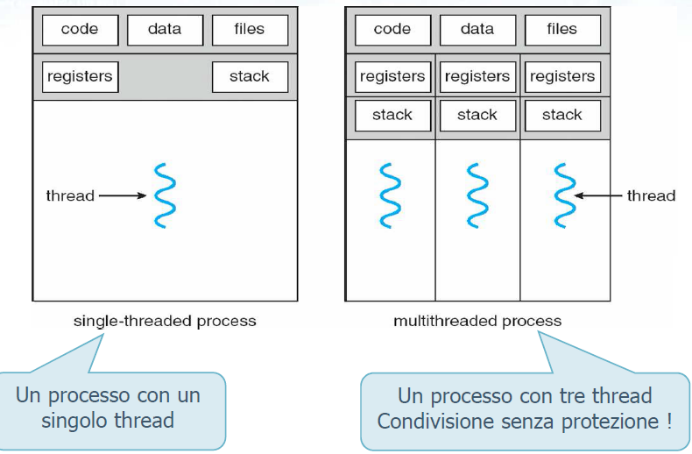 code data files
registers stack
thread
single-threaded process
code data files
registers registers registers
stack stack stack
thread
multithreaded process
Un processo con un
singolo thread
Un processo con tre thread
Condivisione senza protezione !